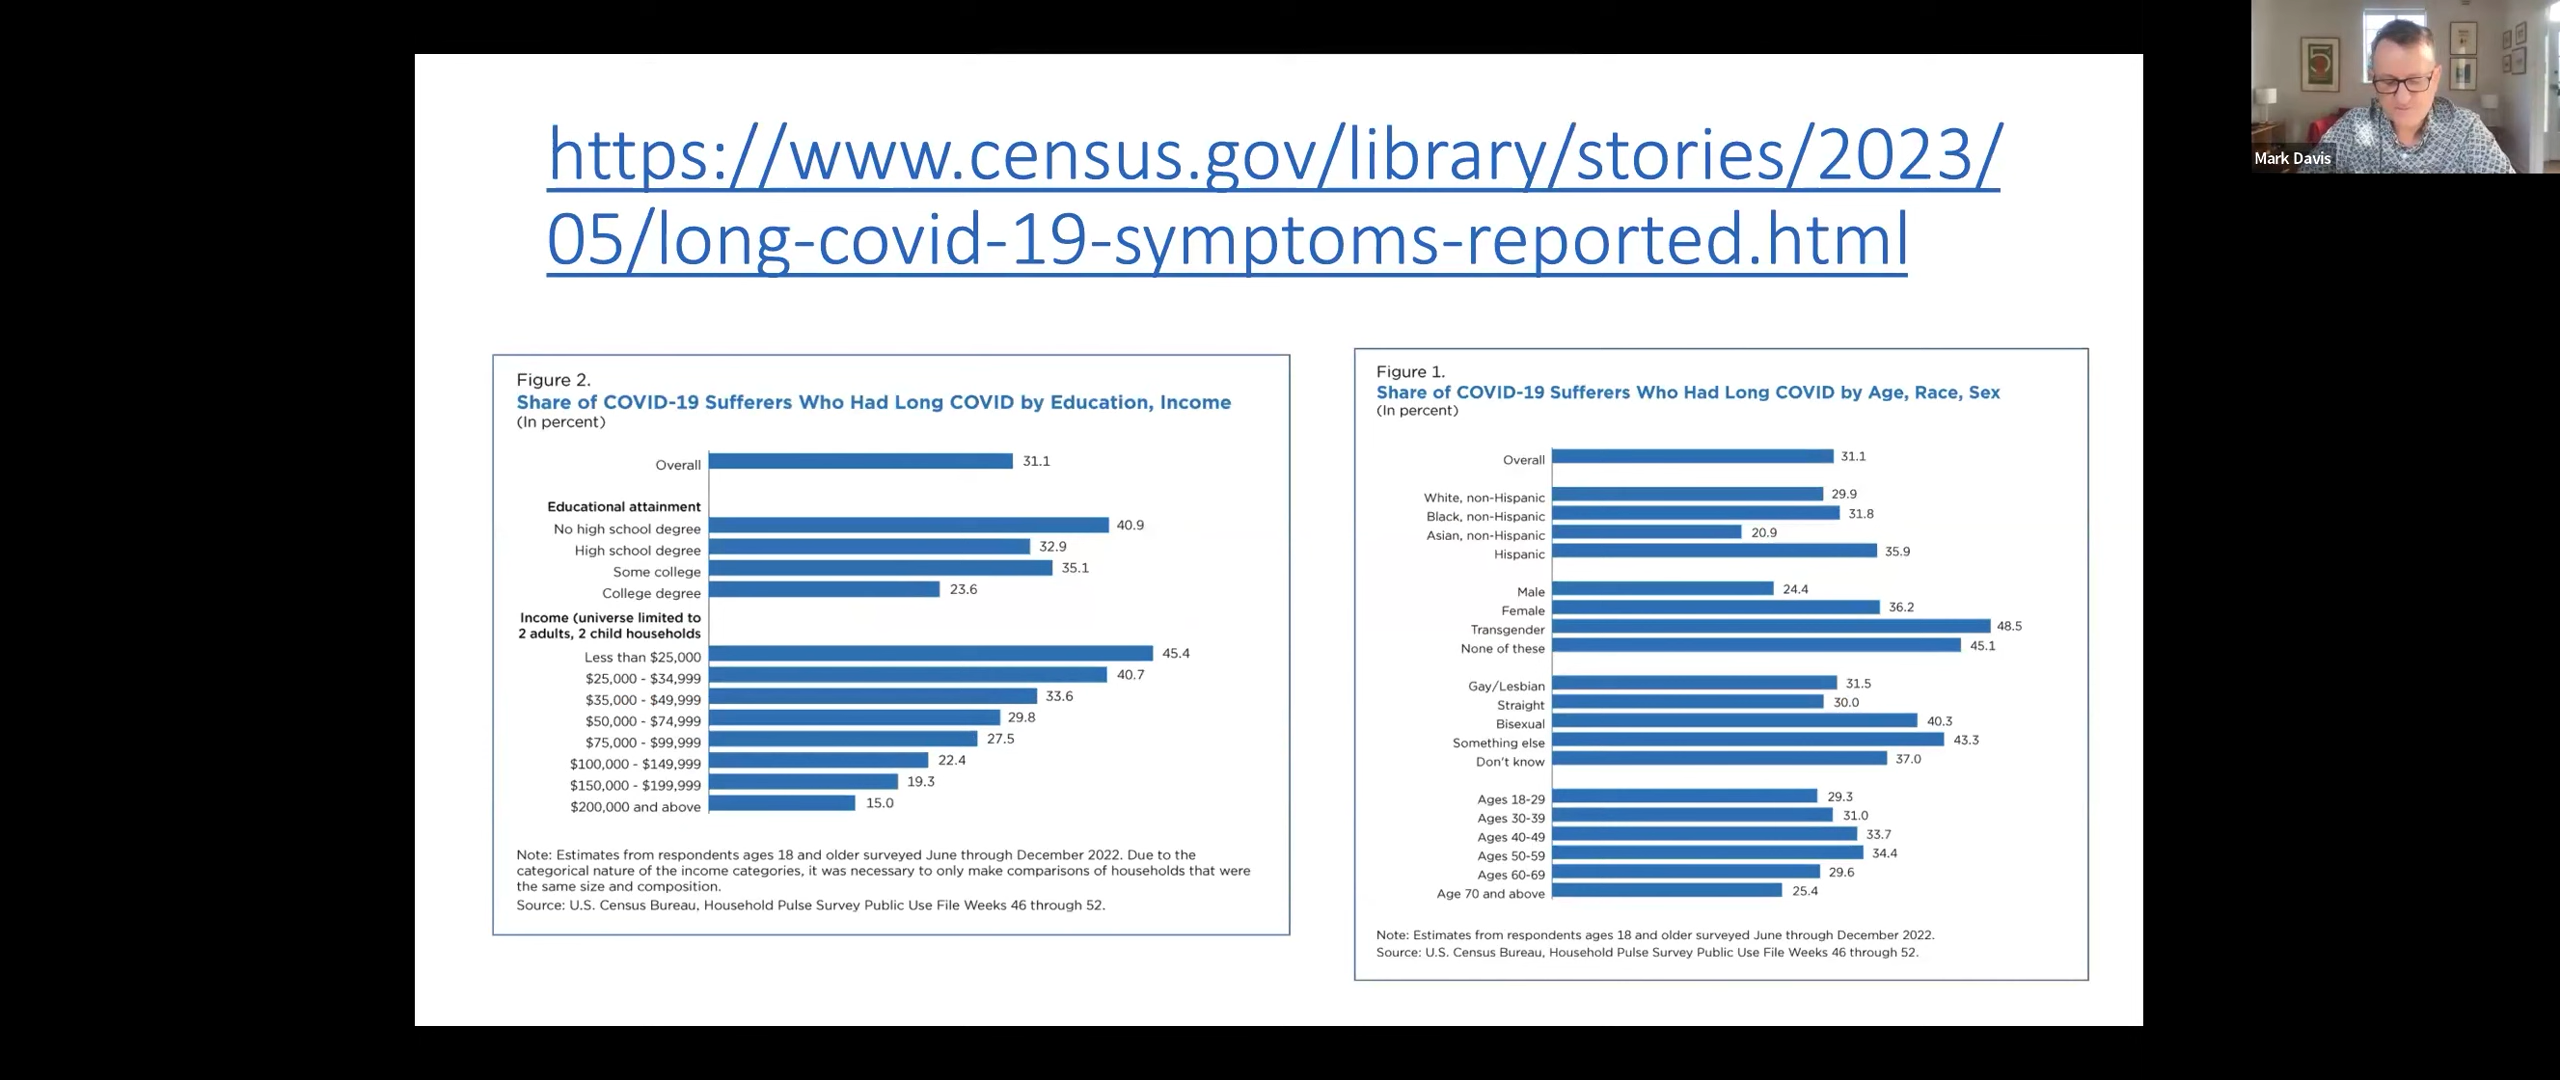 https://www.census.gov/library/stories/2023/
05/long-covid-19-symptoms-reported.html
Mark Davis
Figure 2.
Share of COVID-19 Sufferers Who Had Long COVID by Education, Income
(In percent)
Overall 31.1
Educational attainment
No high school degree 40.9
High school degree 32.9
Some college 35.1
College degree 23.6
Income (universe limited to
2 adults, 2 child households
Less than $25,000 45.4
$25,000 - $34,999 40.7
$35,000 - $49,999 33.6
$50,000 - $74,999 29.8
$75,000 - $99,999 27.5
$100,000 - $149,999 22.4
$150,000 - $199,999 19.3
$200,000 and above 15.0
Note: Estimates from respondents ages 18 and older surveyed June through December 2022. Due to the
categorical nature of the income categories, it was necessary to only make comparisons of households that were
the same size and composition.
Source: U.S. Census Bureau, Household Pulse Survey Public Use File Weeks 46 through 52.
Figure 1.
Share of COVID-19 Sufferers Who Had Long COVID by Age, Race, Sex
(In percent)
Overall 31.1
White, non-Hispanic 29.9
Black, non-Hispanic 31.8
Asian, non-Hispanic 20.9
Hispanic 35.9
Male 24.4
Female 36.2
Transgender 48.5
None of these 45.1
Gay/Lesbian 31.5
Straight 30.0
Bisexual 40.3
Something else 43.3
Don't know 37.0
Ages 18-29 29.3
Ages 30-39 31.0
Ages 40-49 33.7
Ages 50-59 34.4
Ages 60-69 29.6
Age 70 and above 25.4
Note: Estimates from respondents ages 18 and older surveyed June through December 2022.
Source: U.S. Census Bureau, Household Pulse Survey Public Use File Weeks 46 through 52.